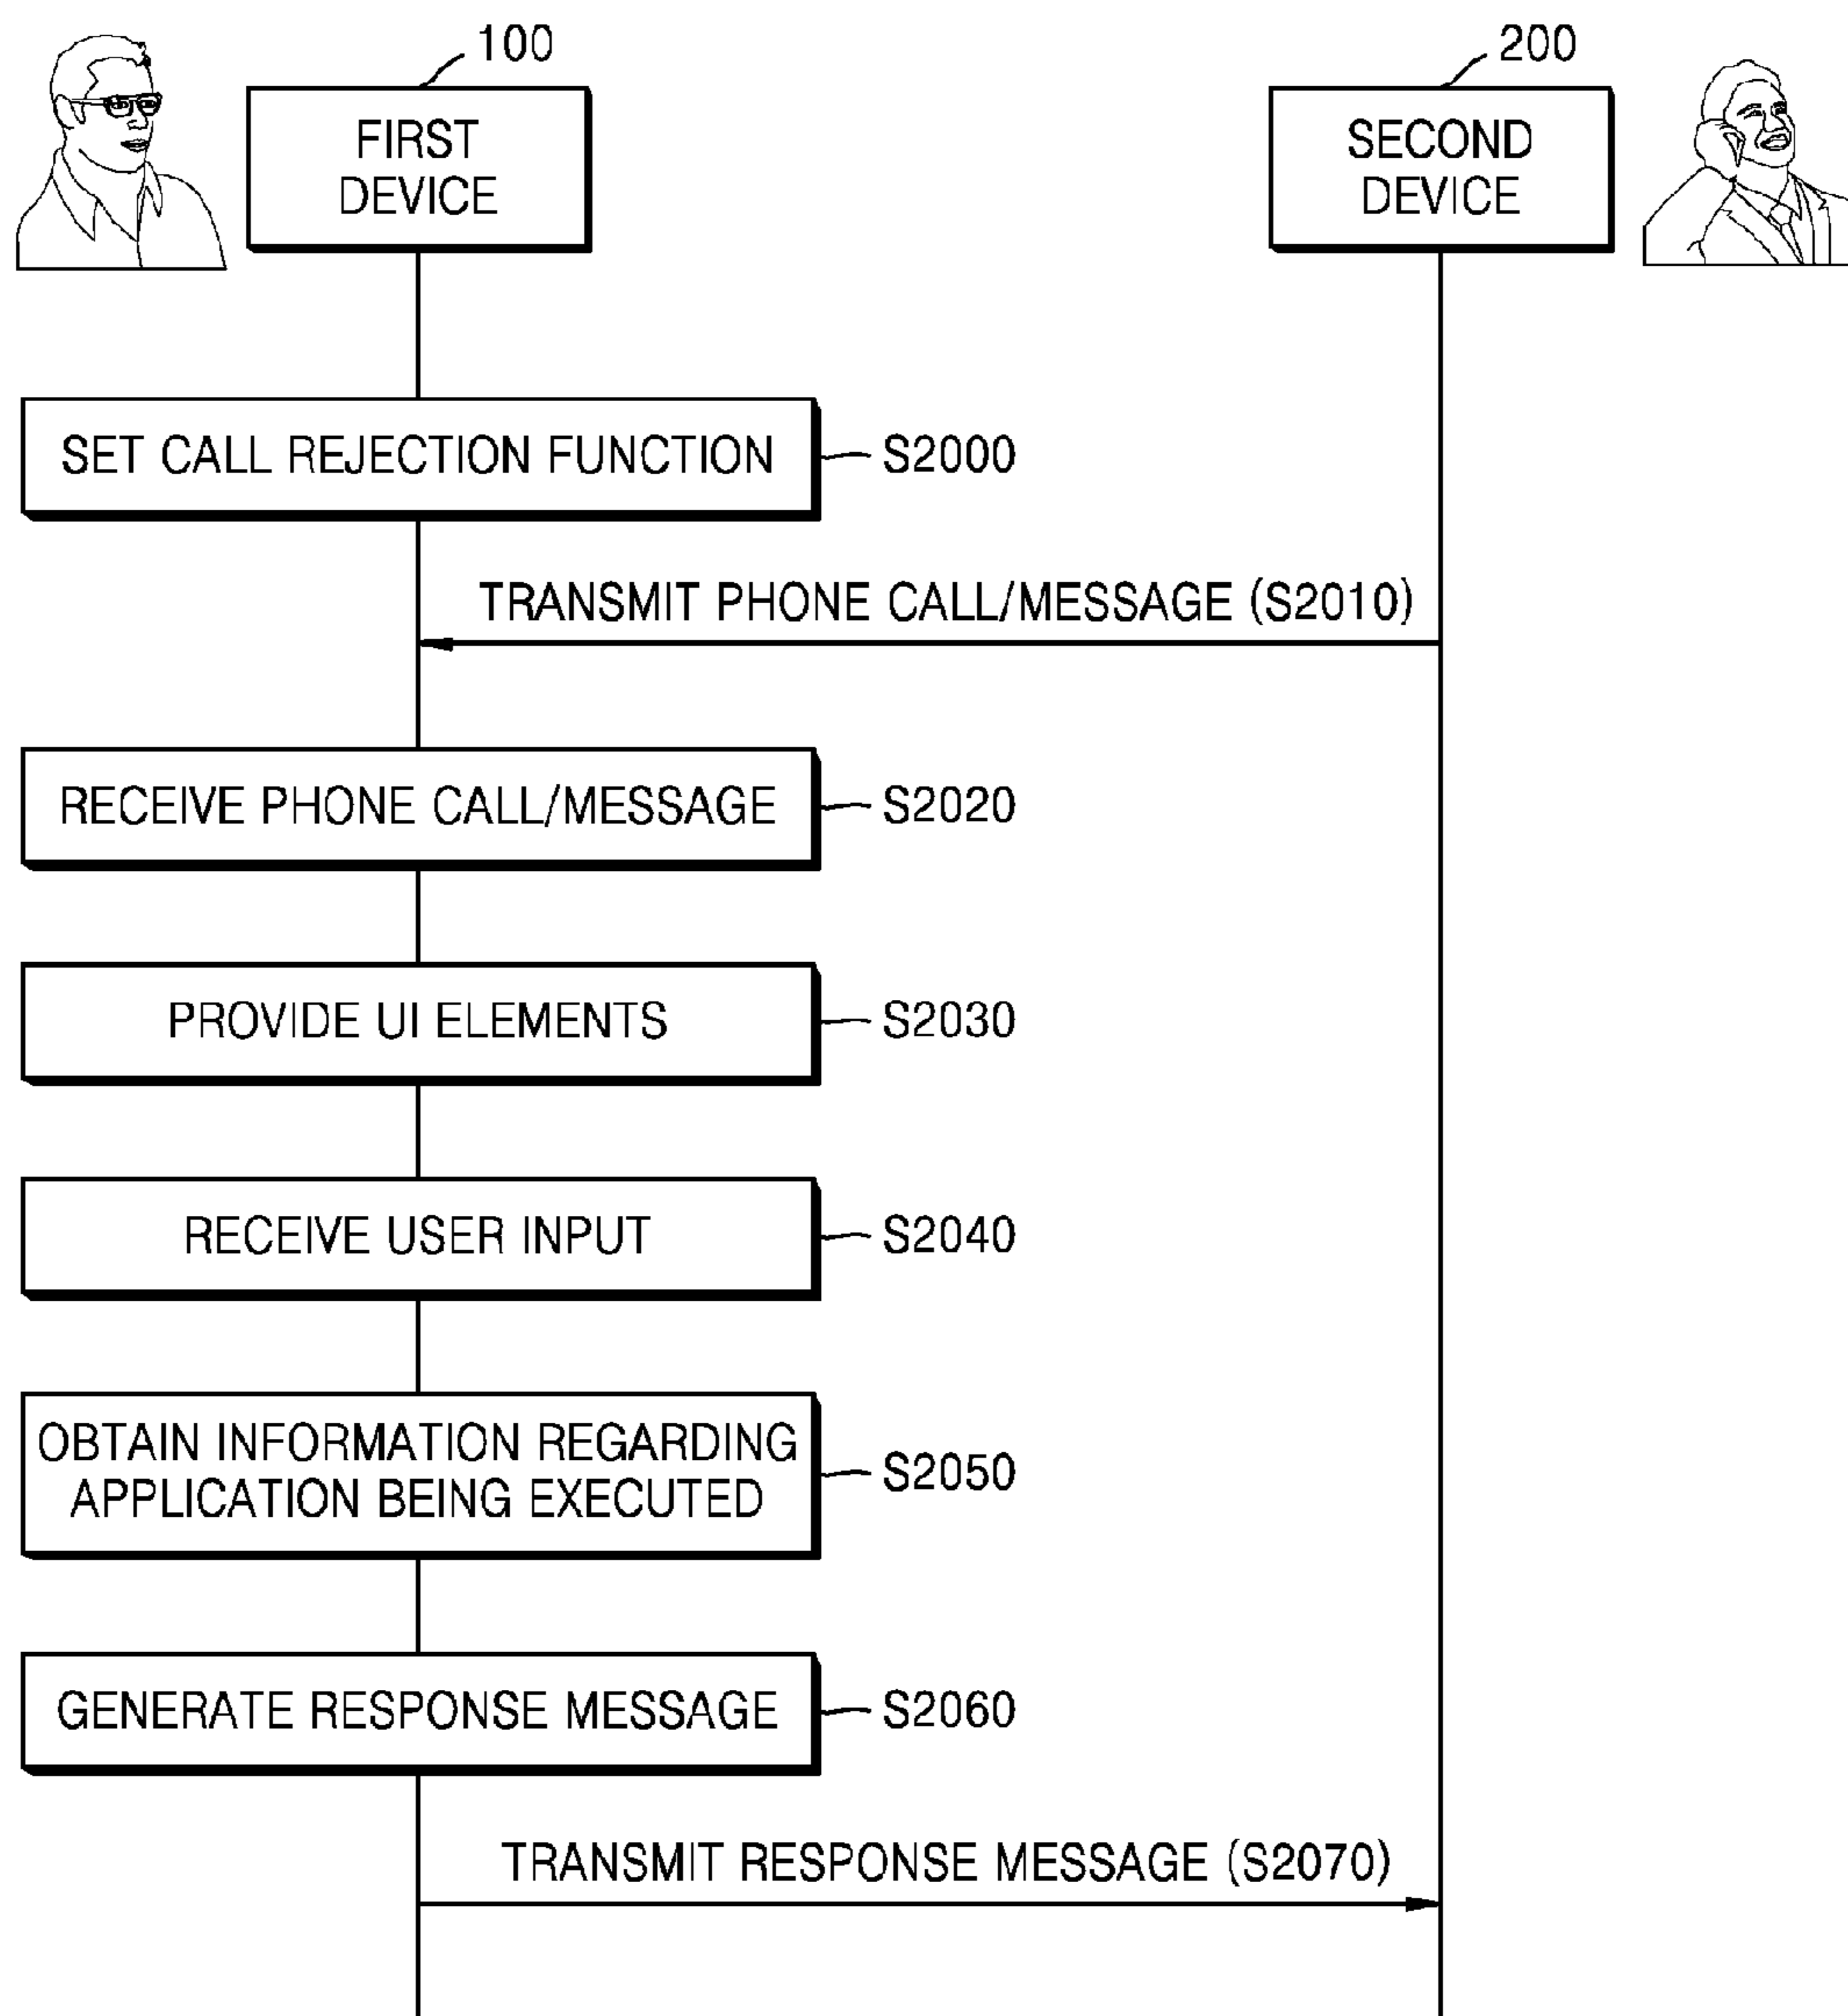 100
FIRST
DEVICE
200
SECOND
DEVICE
SET CALL REJECTION FUNCTION
S2000
TRANSMIT PHONE CALL/MESSAGE (S2010)
RECEIVE PHONE CALL/MESSAGE
S2020
PROVIDE UI ELEMENTS
S2030
RECEIVE USER INPUT
S2040
OBTAIN INFORMATION REGARDING
APPLICATION BEING EXECUTED
S2050
GENERATE RESPONSE MESSAGE
S2060
TRANSMIT RESPONSE MESSAGE (S2070)